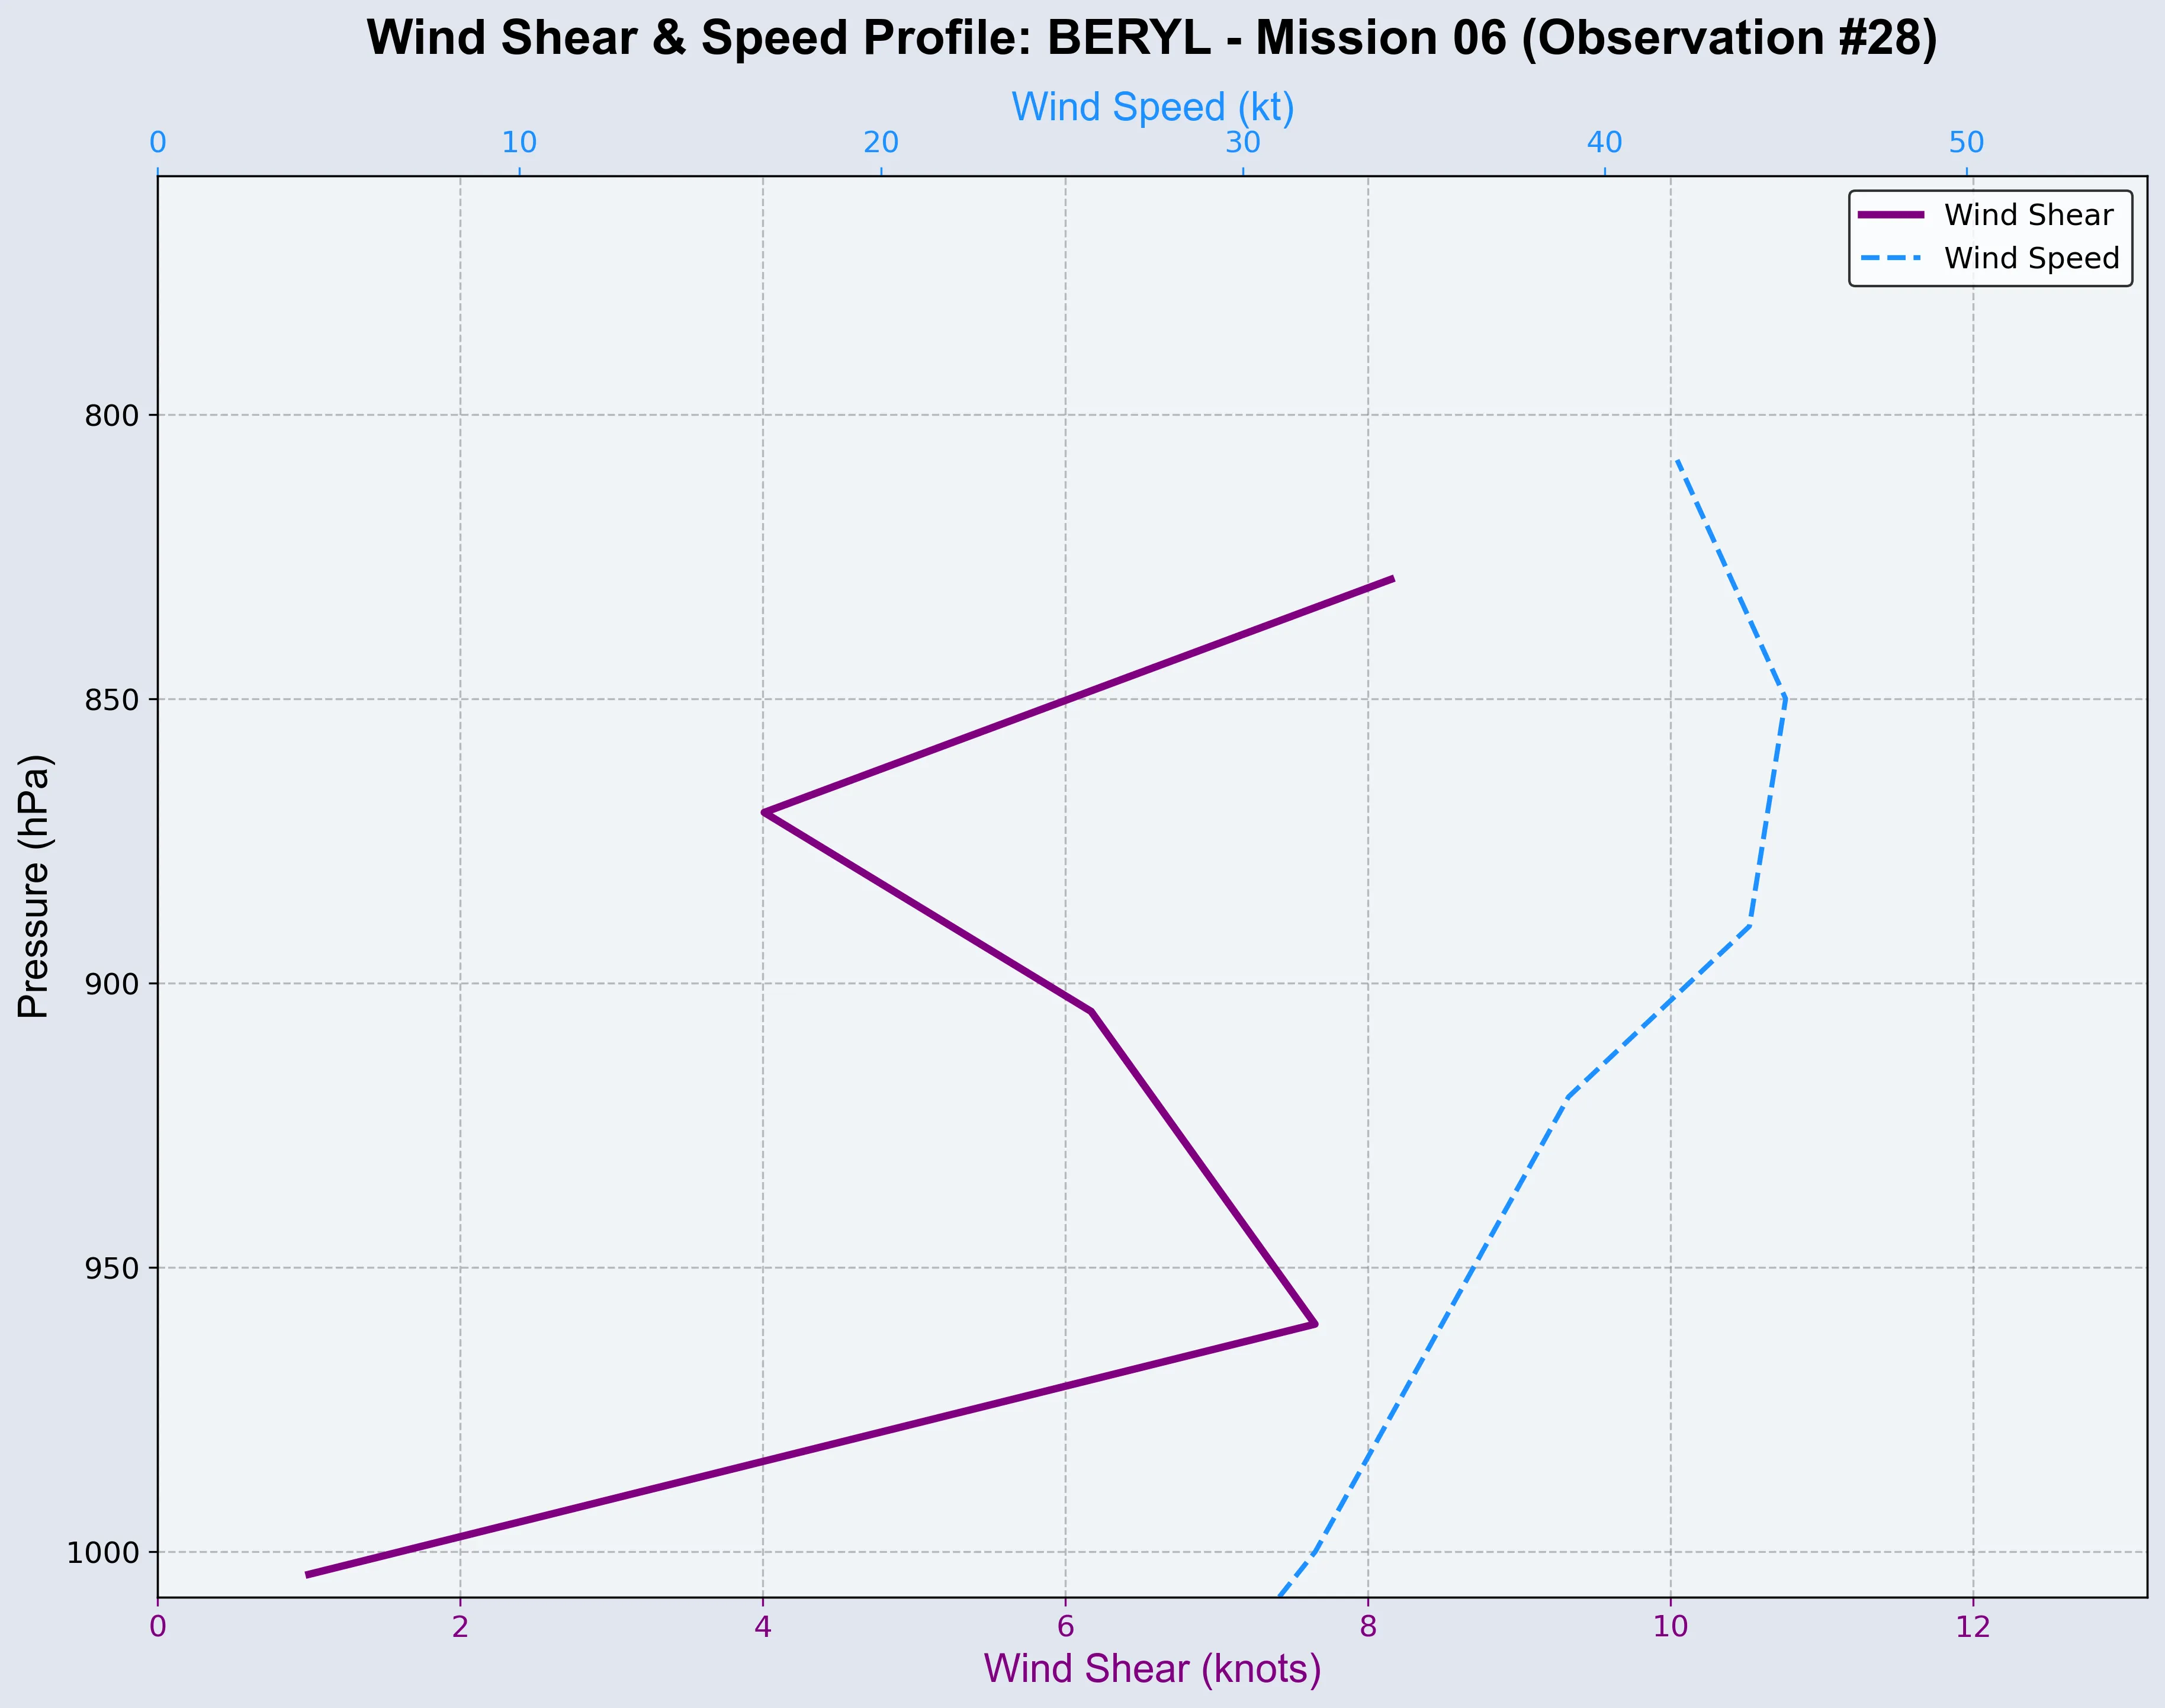 Wind Shear & Speed Profile: BERYL - Mission 06 (Observation #28)
Wind Speed (kt)
0 10 20 30 40 50
Wind Shear
Wind Speed
800
850
900
950
1000
Pressure (hPa)
0 2 4 6 8 10 12
Wind Shear (knots)